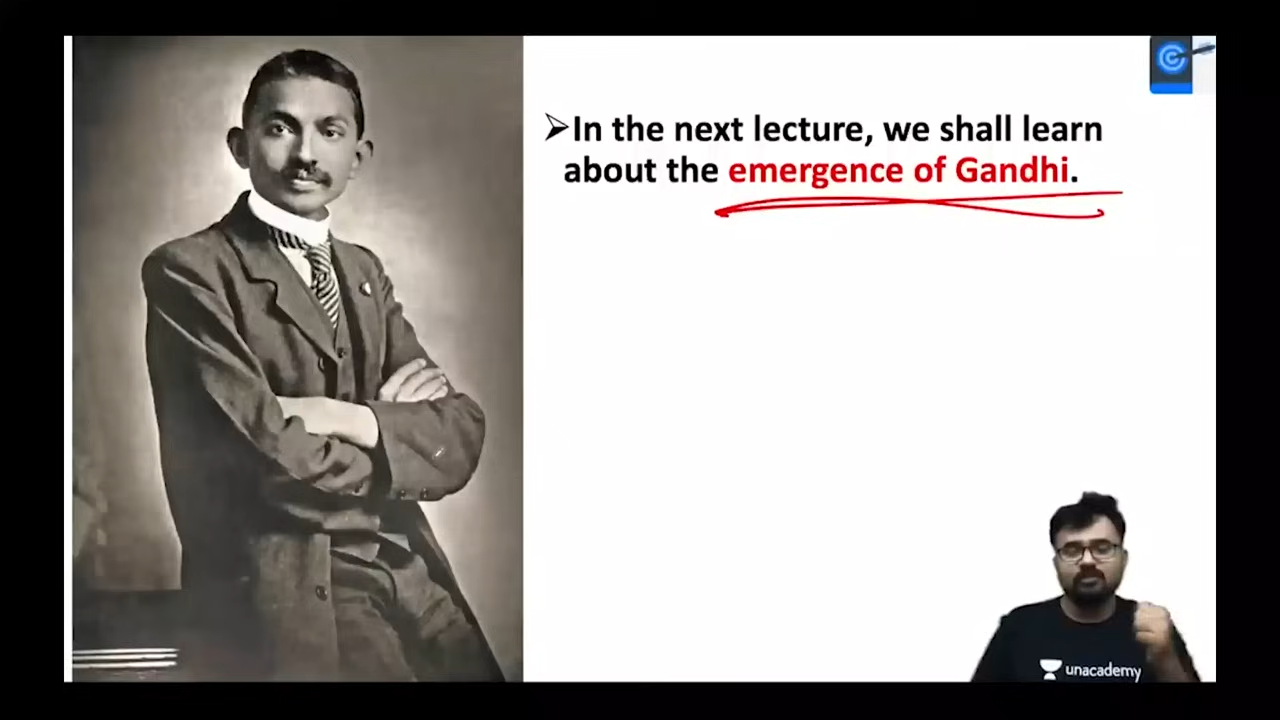 ➢In the next lecture, we shall learn
about the emergence of Gandhi.
unacademy